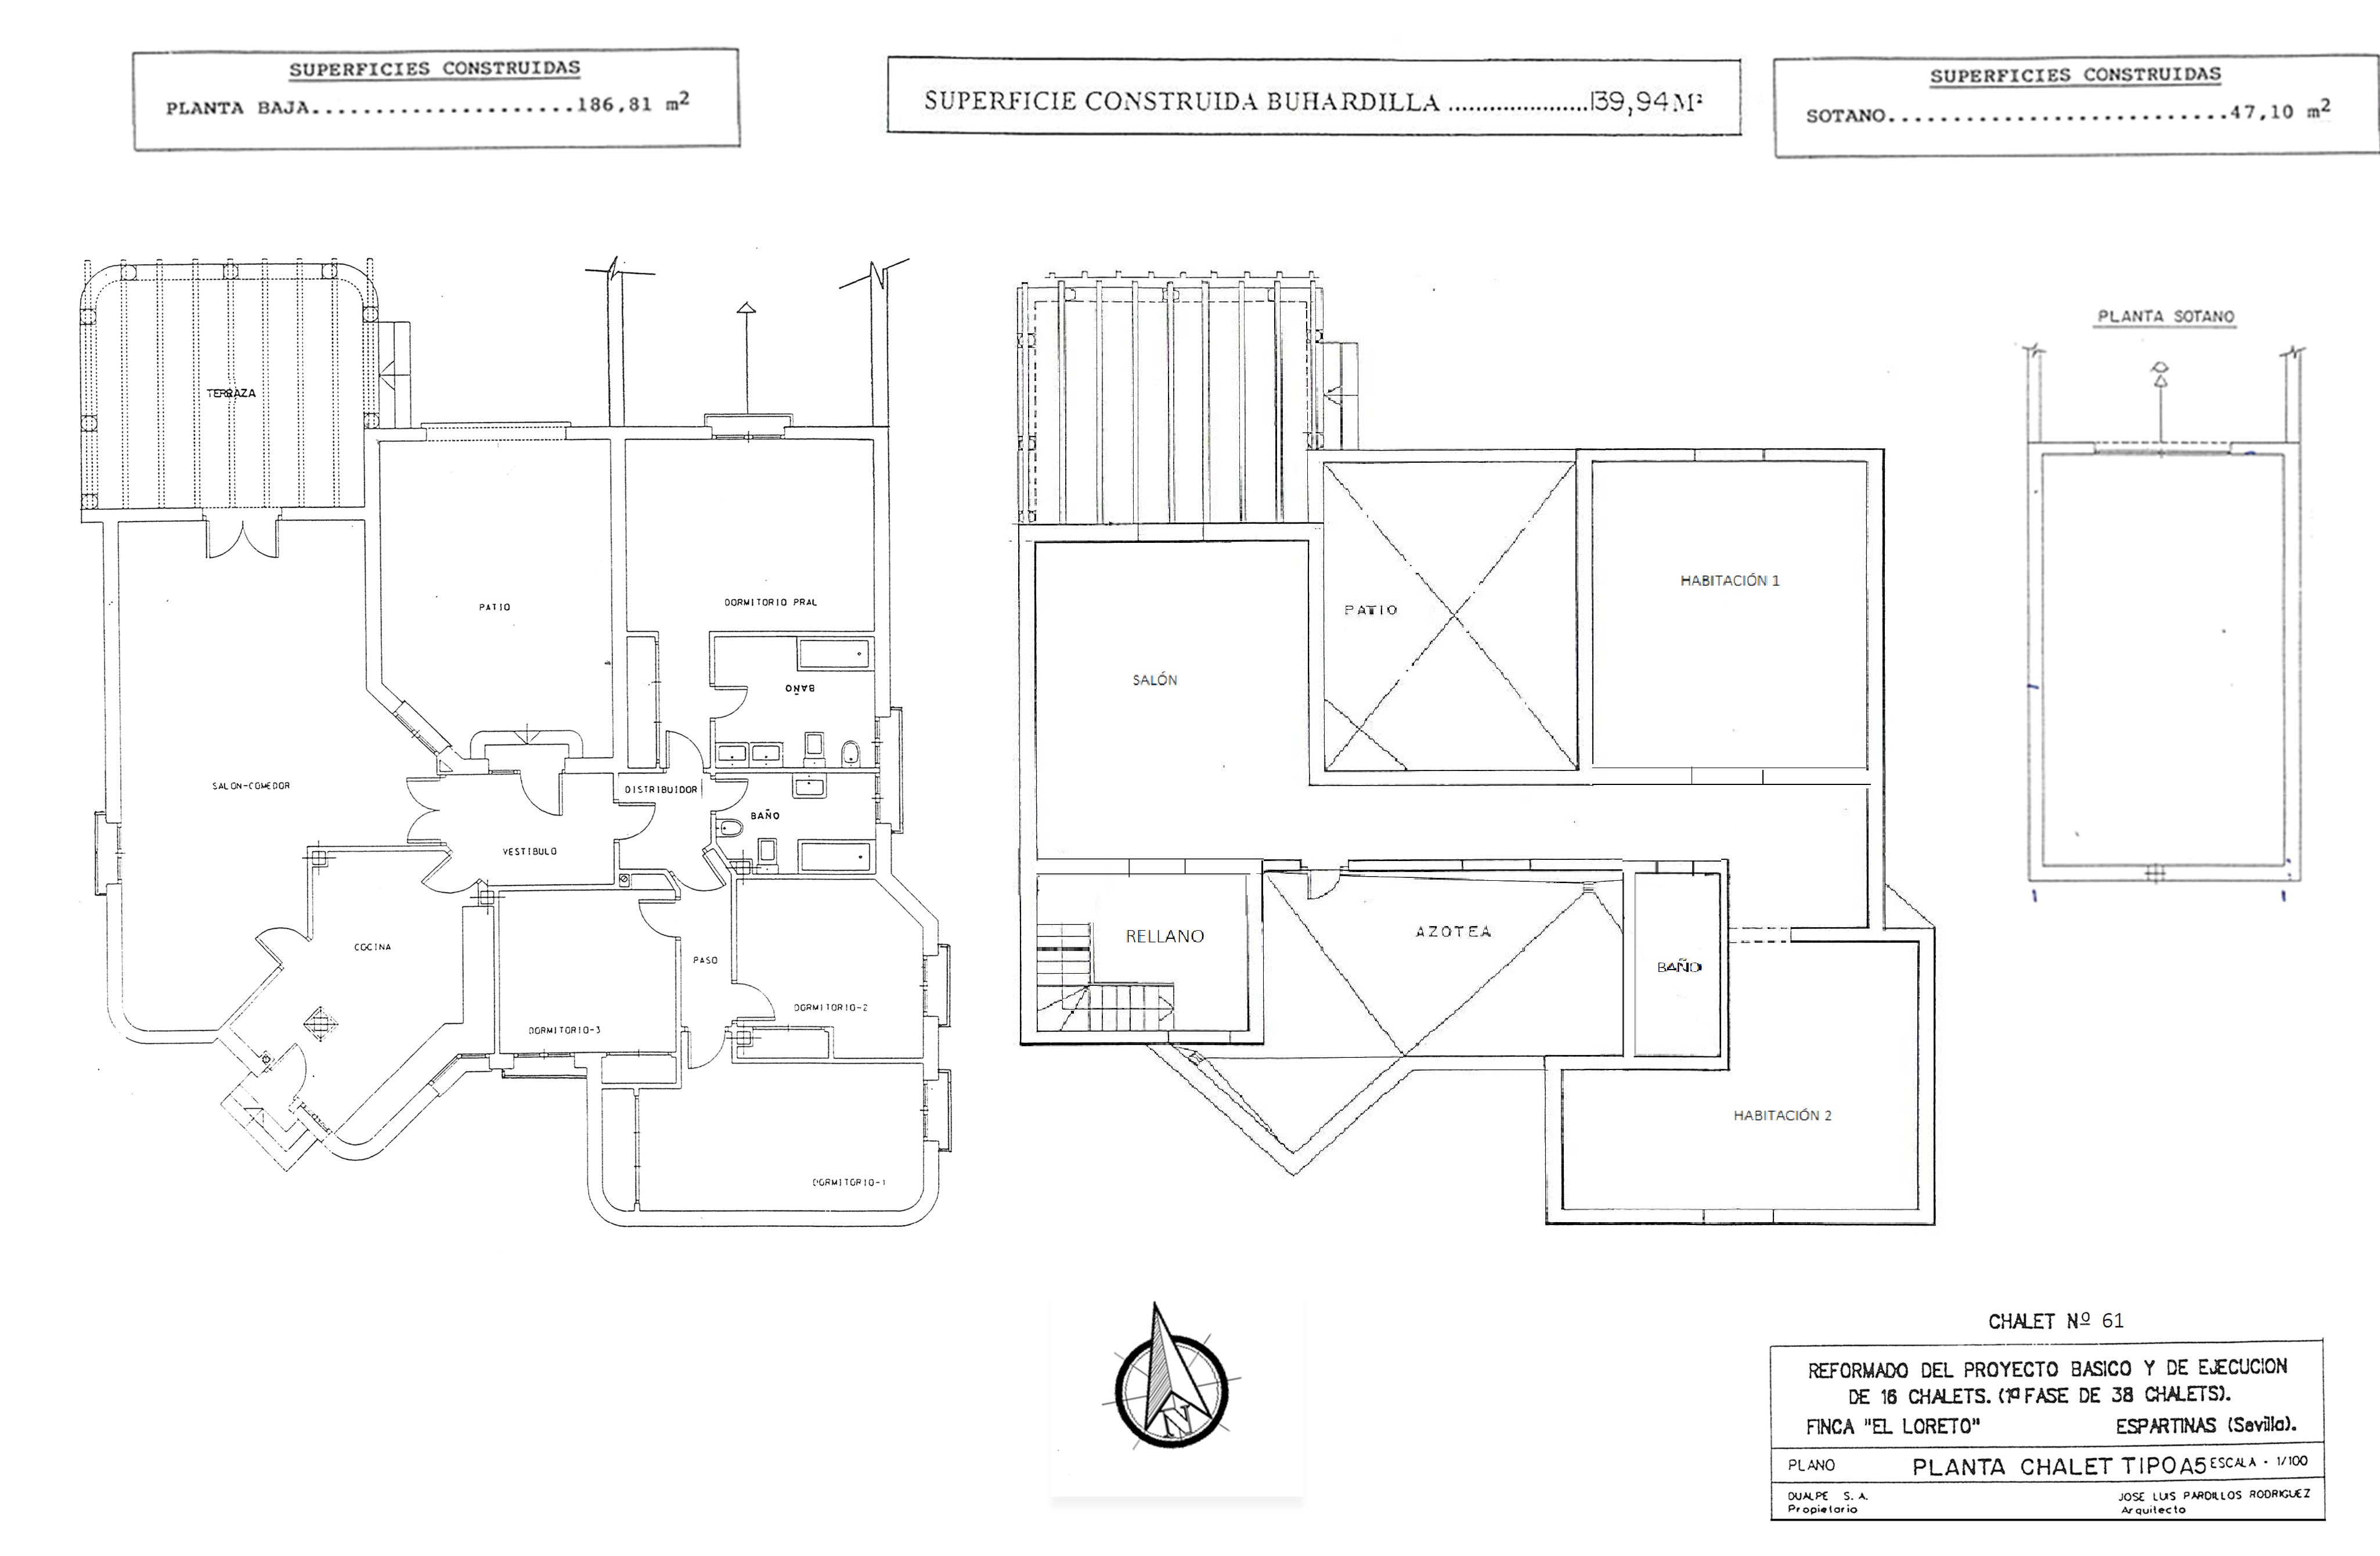 SUPERFICIES CONSTRUIDAS
PLANTA BAJA.....................186,81 m²
SUPERFICIE CONSTRUIDA BUHARDILLA .....................139,94 M²
SUPERFICIES CONSTRUIDAS
SOTANO...........................47,10 m²
TERRAZA
PATIO
DORMITORIO PRAL
BAÑO
SALON-COMEDOR
DISTRIBUIDOR
BAÑO
VESTIBULO
COCINA
PASO
DORMITORIO-2
DORMITORIO-3
DORMITORIO-1
HABITACIÓN 1
PATIO
SALÓN
RELLANO
AZOTEA
BAÑO
HABITACIÓN 2
PLANTA SOTANO
N
CHALET Nº 61
REFORMADO DEL PROYECTO BASICO Y DE EJECUCION
DE 16 CHALETS. (1ª FASE DE 38 CHALETS).
FINCA "EL LORETO" ESPARTINAS (Sevilla).
PLANO PLANTA CHALET TIPO A5 ESCALA - 1/100
DUALPE S. A. JOSE LUIS PARDILLOS RODRIGUEZ
Propietario Arquitecto